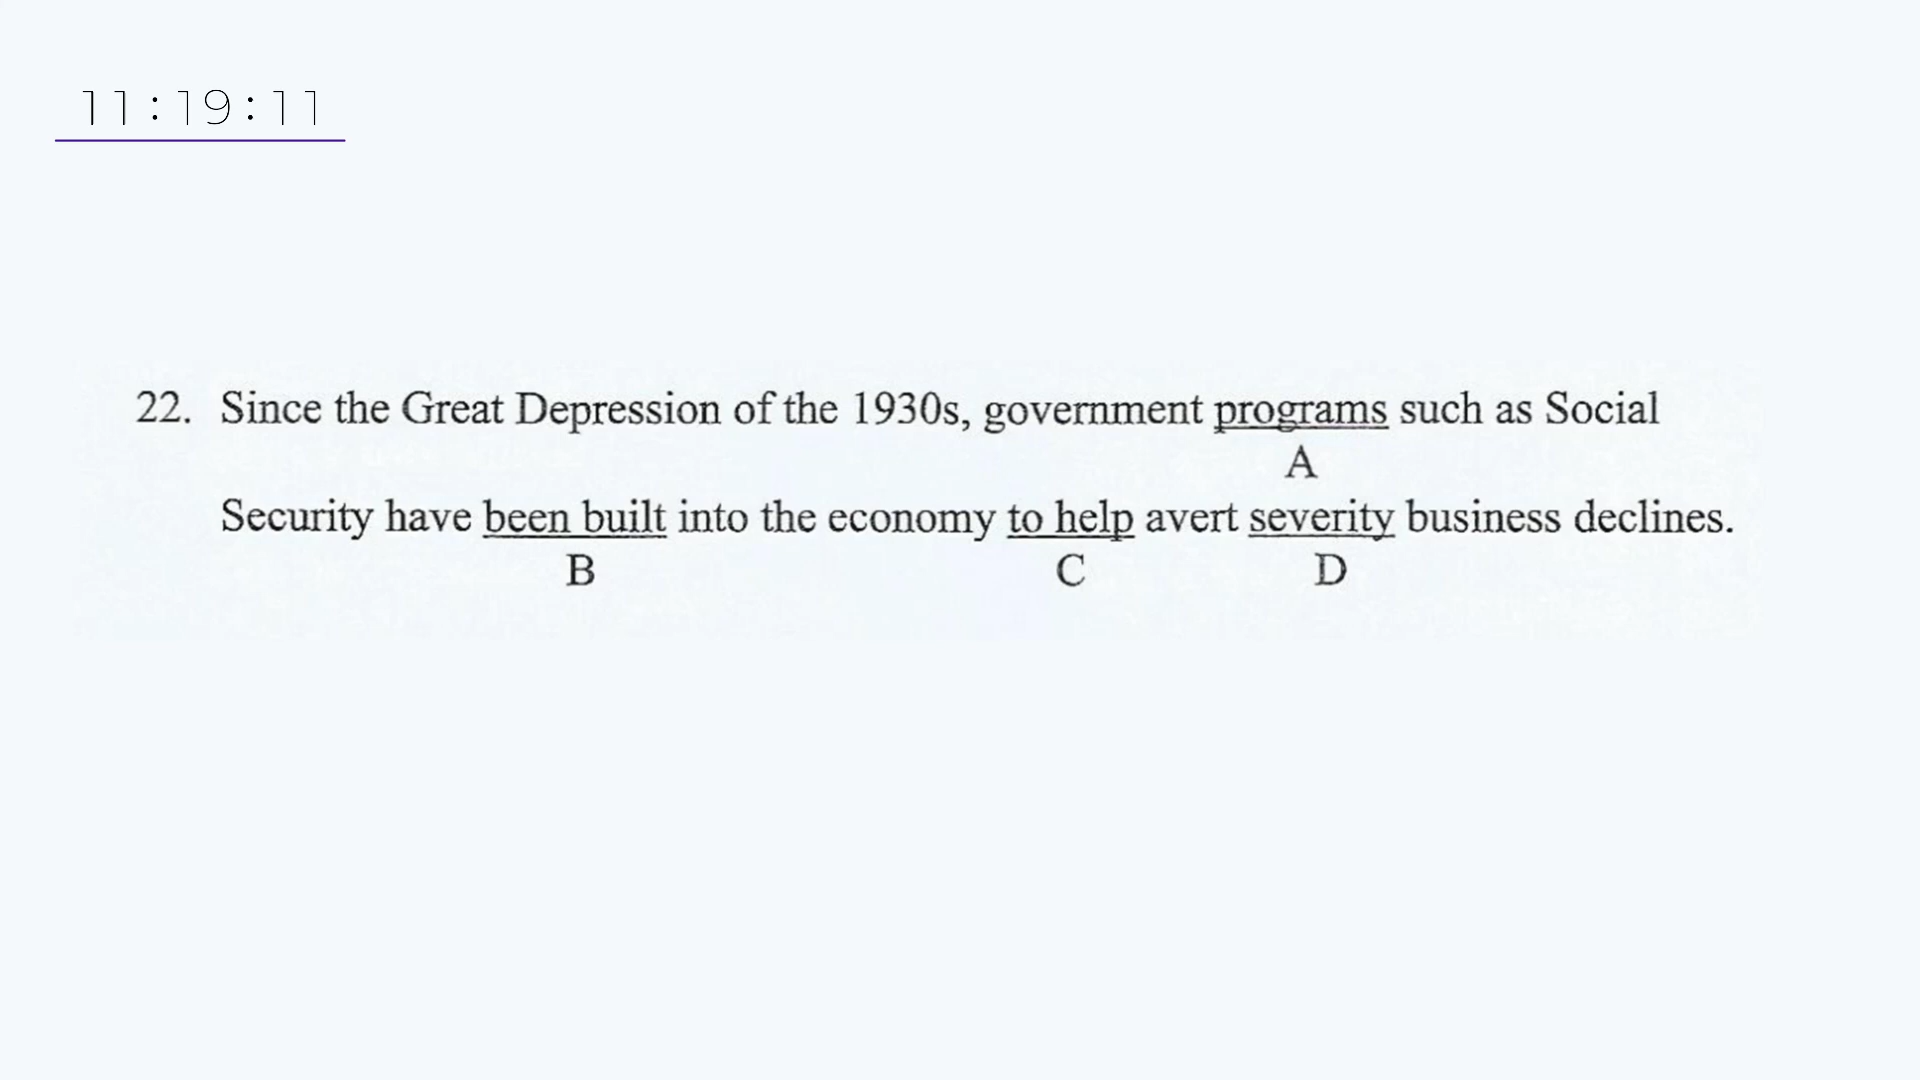 11:19:11
22. Since the Great Depression of the 1930s, government programs such as Social
A
Security have been built into the economy to help avert severity business declines.
B C D